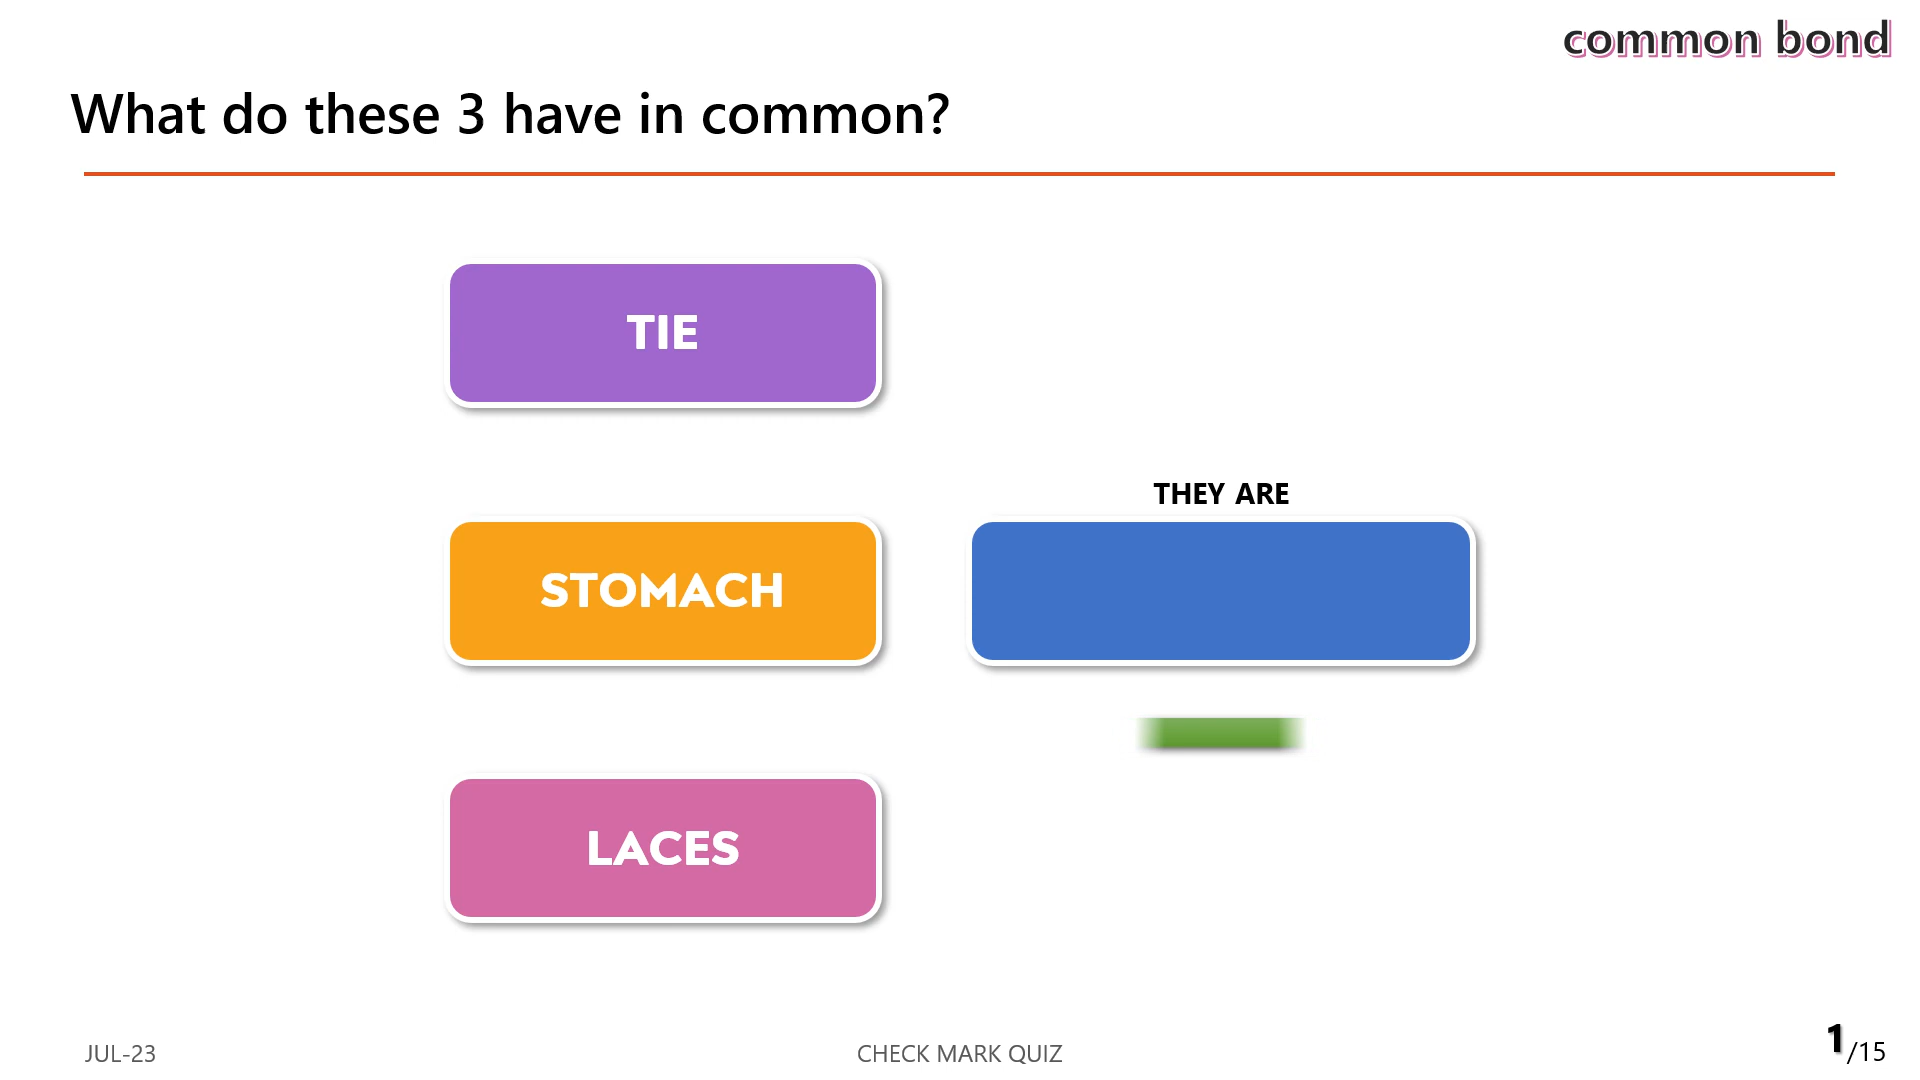 common bond
What do these 3 have in common?
TIE
THEY ARE
STOMACH
LACES
JUL-23
CHECK MARK QUIZ
1/15